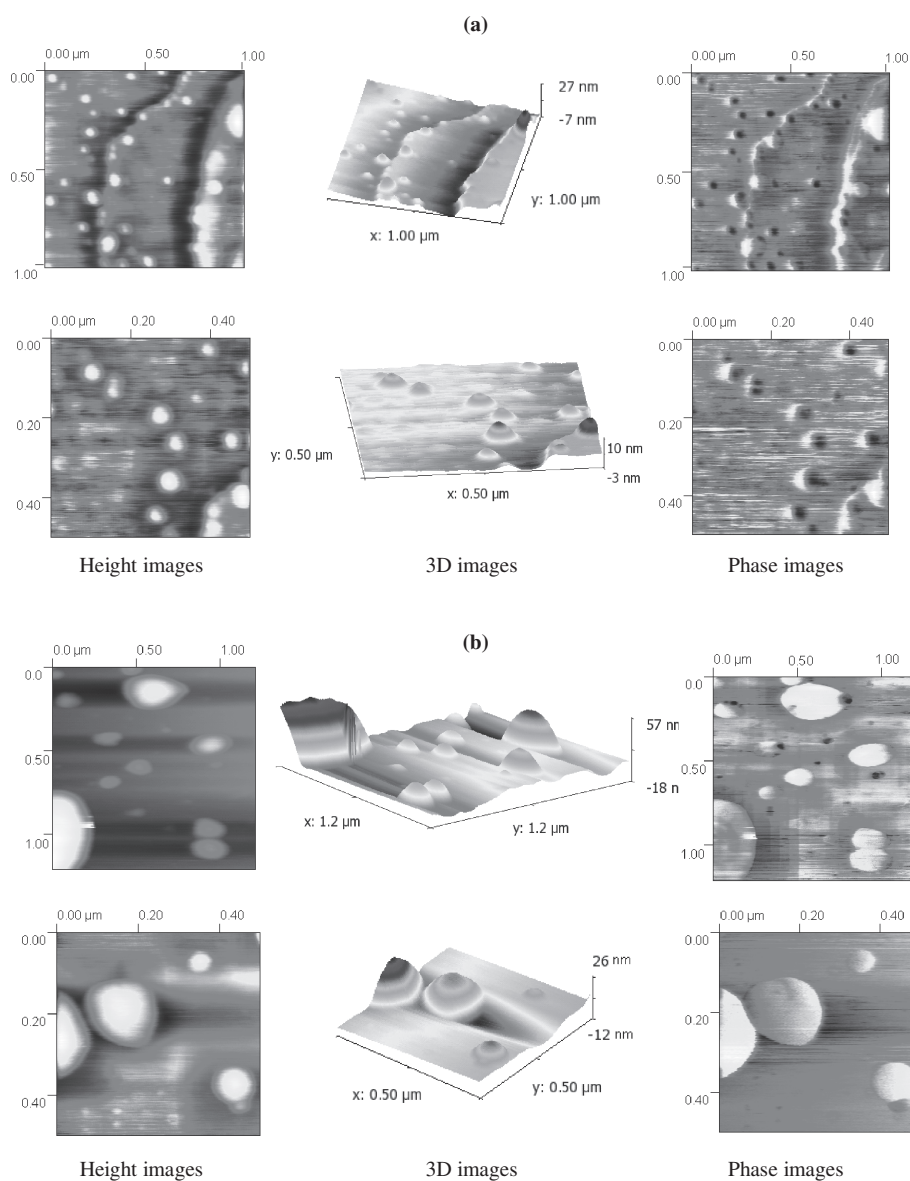 (a)
0.00 µm 0.50 1.00
0.00
0.50
1.00
27 nm
-7 nm
y: 1.00 µm
x: 1.00 µm
0.00 µm 0.50 1.00
0.00
0.50
1.00
0.00 µm 0.20 0.40
0.00
0.20
0.40
y: 0.50 µm
10 nm
-3 nm
x: 0.50 µm
0.00 µm 0.20 0.40
0.00
0.20
0.40
Height images 3D images Phase images
(b)
0.0 µm 0.50 1.00
0.0
0.50
1.00
57 nm
-18 n
x: 1.2 µm
y: 1.2 µm
0.0 µm 0.50 1.00
0.0
0.50
1.00
0.00 µm 0.20 0.40
0.00
0.20
0.40
26 nm
-12 nm
x: 0.50 µm
y: 0.50 µm
0.00 µm 0.20 0.40
0.00
0.20
0.40
Height images 3D images Phase images